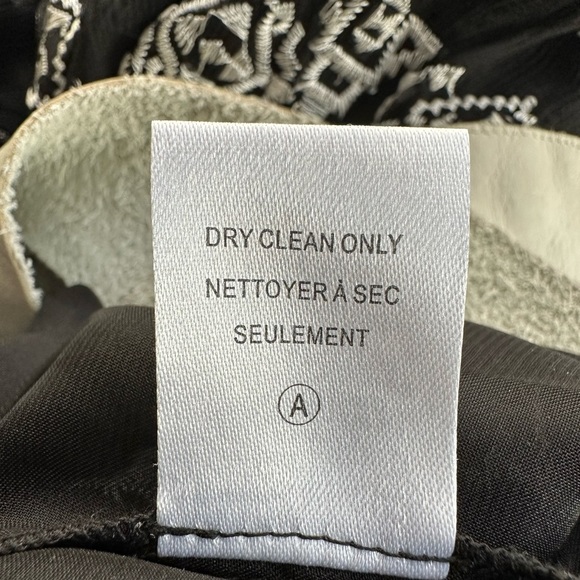 DRY CLEAN ONLY
NETTOYER À SEC
SEULEMENT
A